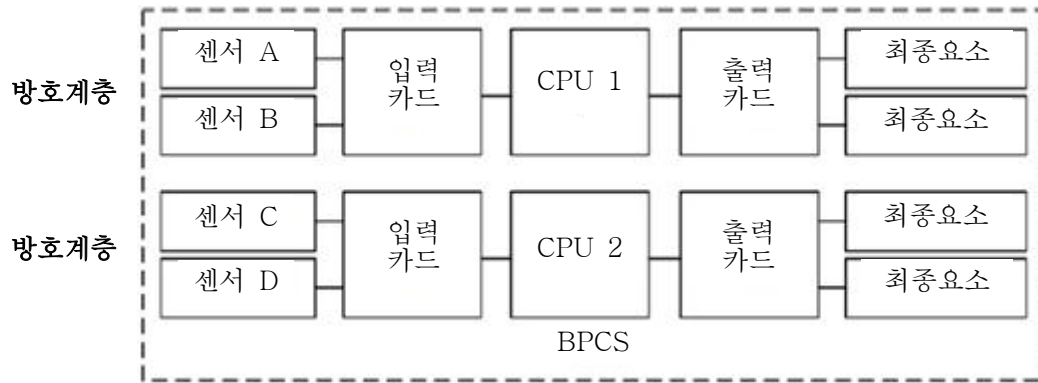 방호계층
센서 A
센서 B
입력
카드
CPU 1
출력
카드
최종요소
최종요소
방호계층
센서 C
센서 D
입력
카드
CPU 2
출력
카드
최종요소
최종요소
BPCS